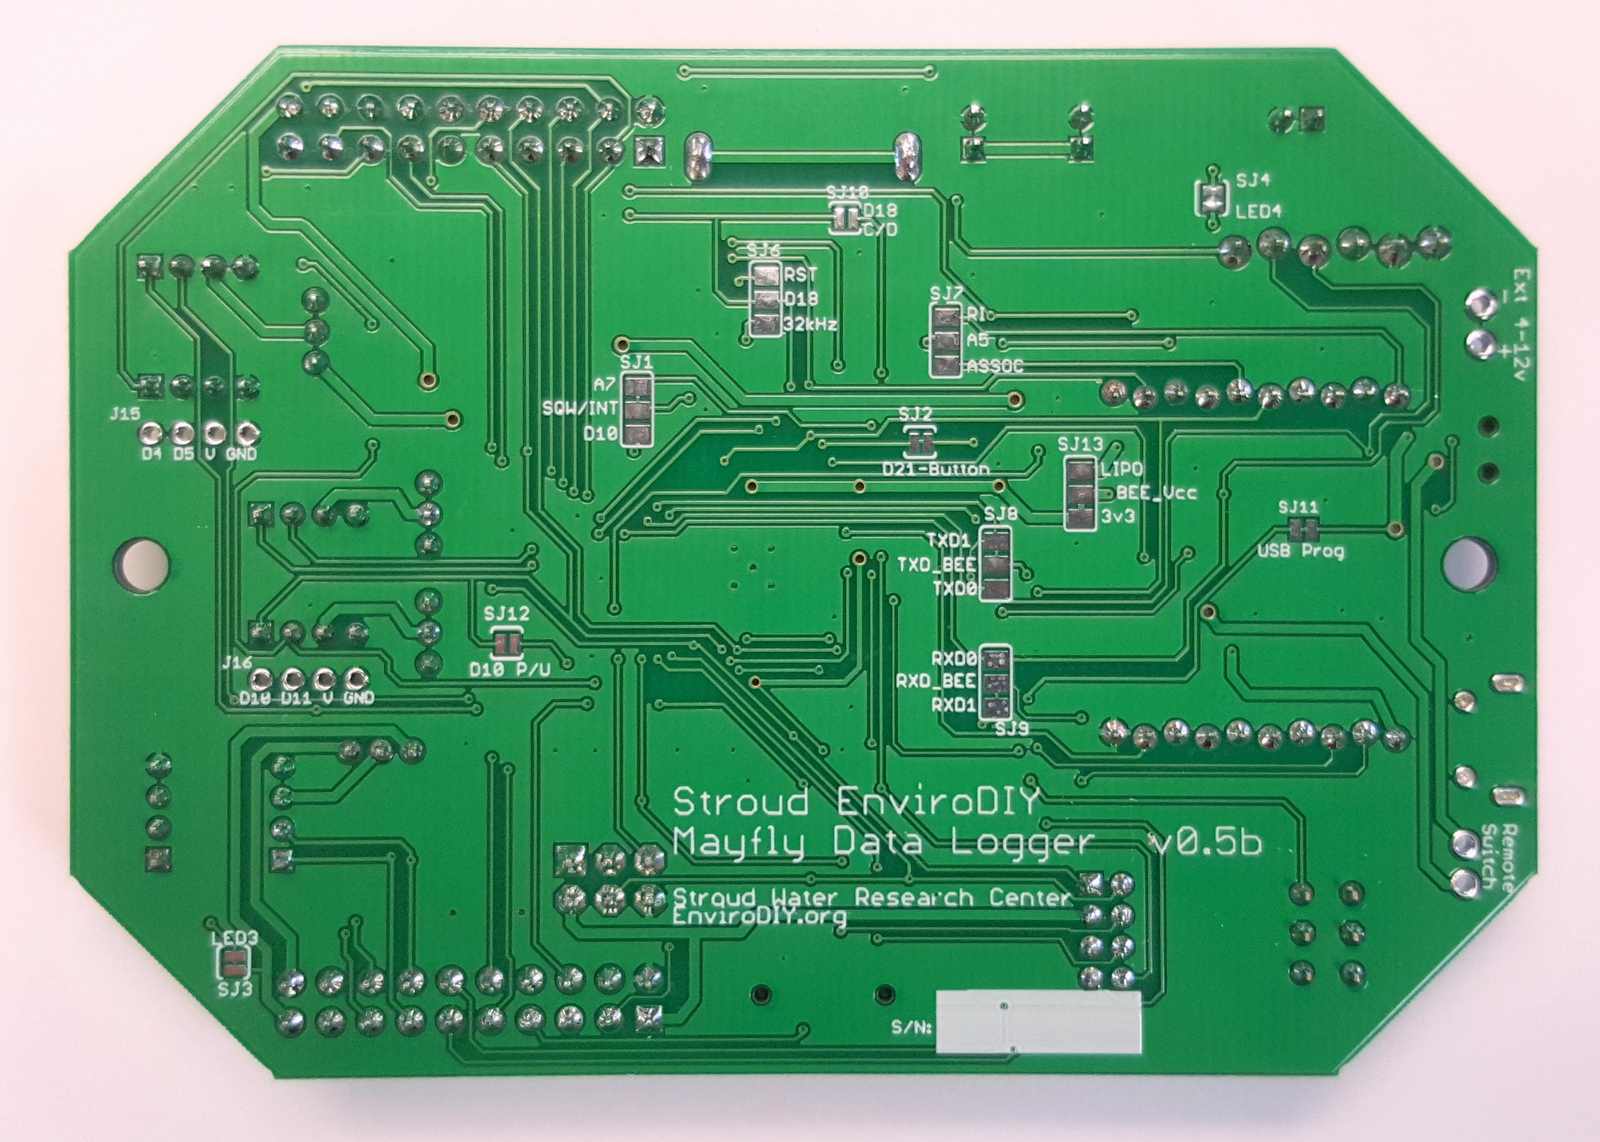 SJ4
LED4
SJ10
D18
C/D
SJ6
RST
D18
32kHz
SJ7
RI
A5
ASSOC
Ext 4-12v
-
+
SJ1
A7
SQW/INT
D10
J15
D4 D5 V GND
SJ2
D21-Button
SJ13
LIPO
BEE_Vcc
3v3
SJ8
TXD1
TXD_BEE
TXD0
SJ11
USB Prog
SJ12
D10 P/U
J16
D10 D11 V GND
RXD0
RXD_BEE
RXD1
SJ9
Stroud EnviroDIY
Mayfly Data Logger v0.5b
Stroud Water Research Center
EnviroDIY.org
Remote
Switch
LED3
SJ3
S/N: